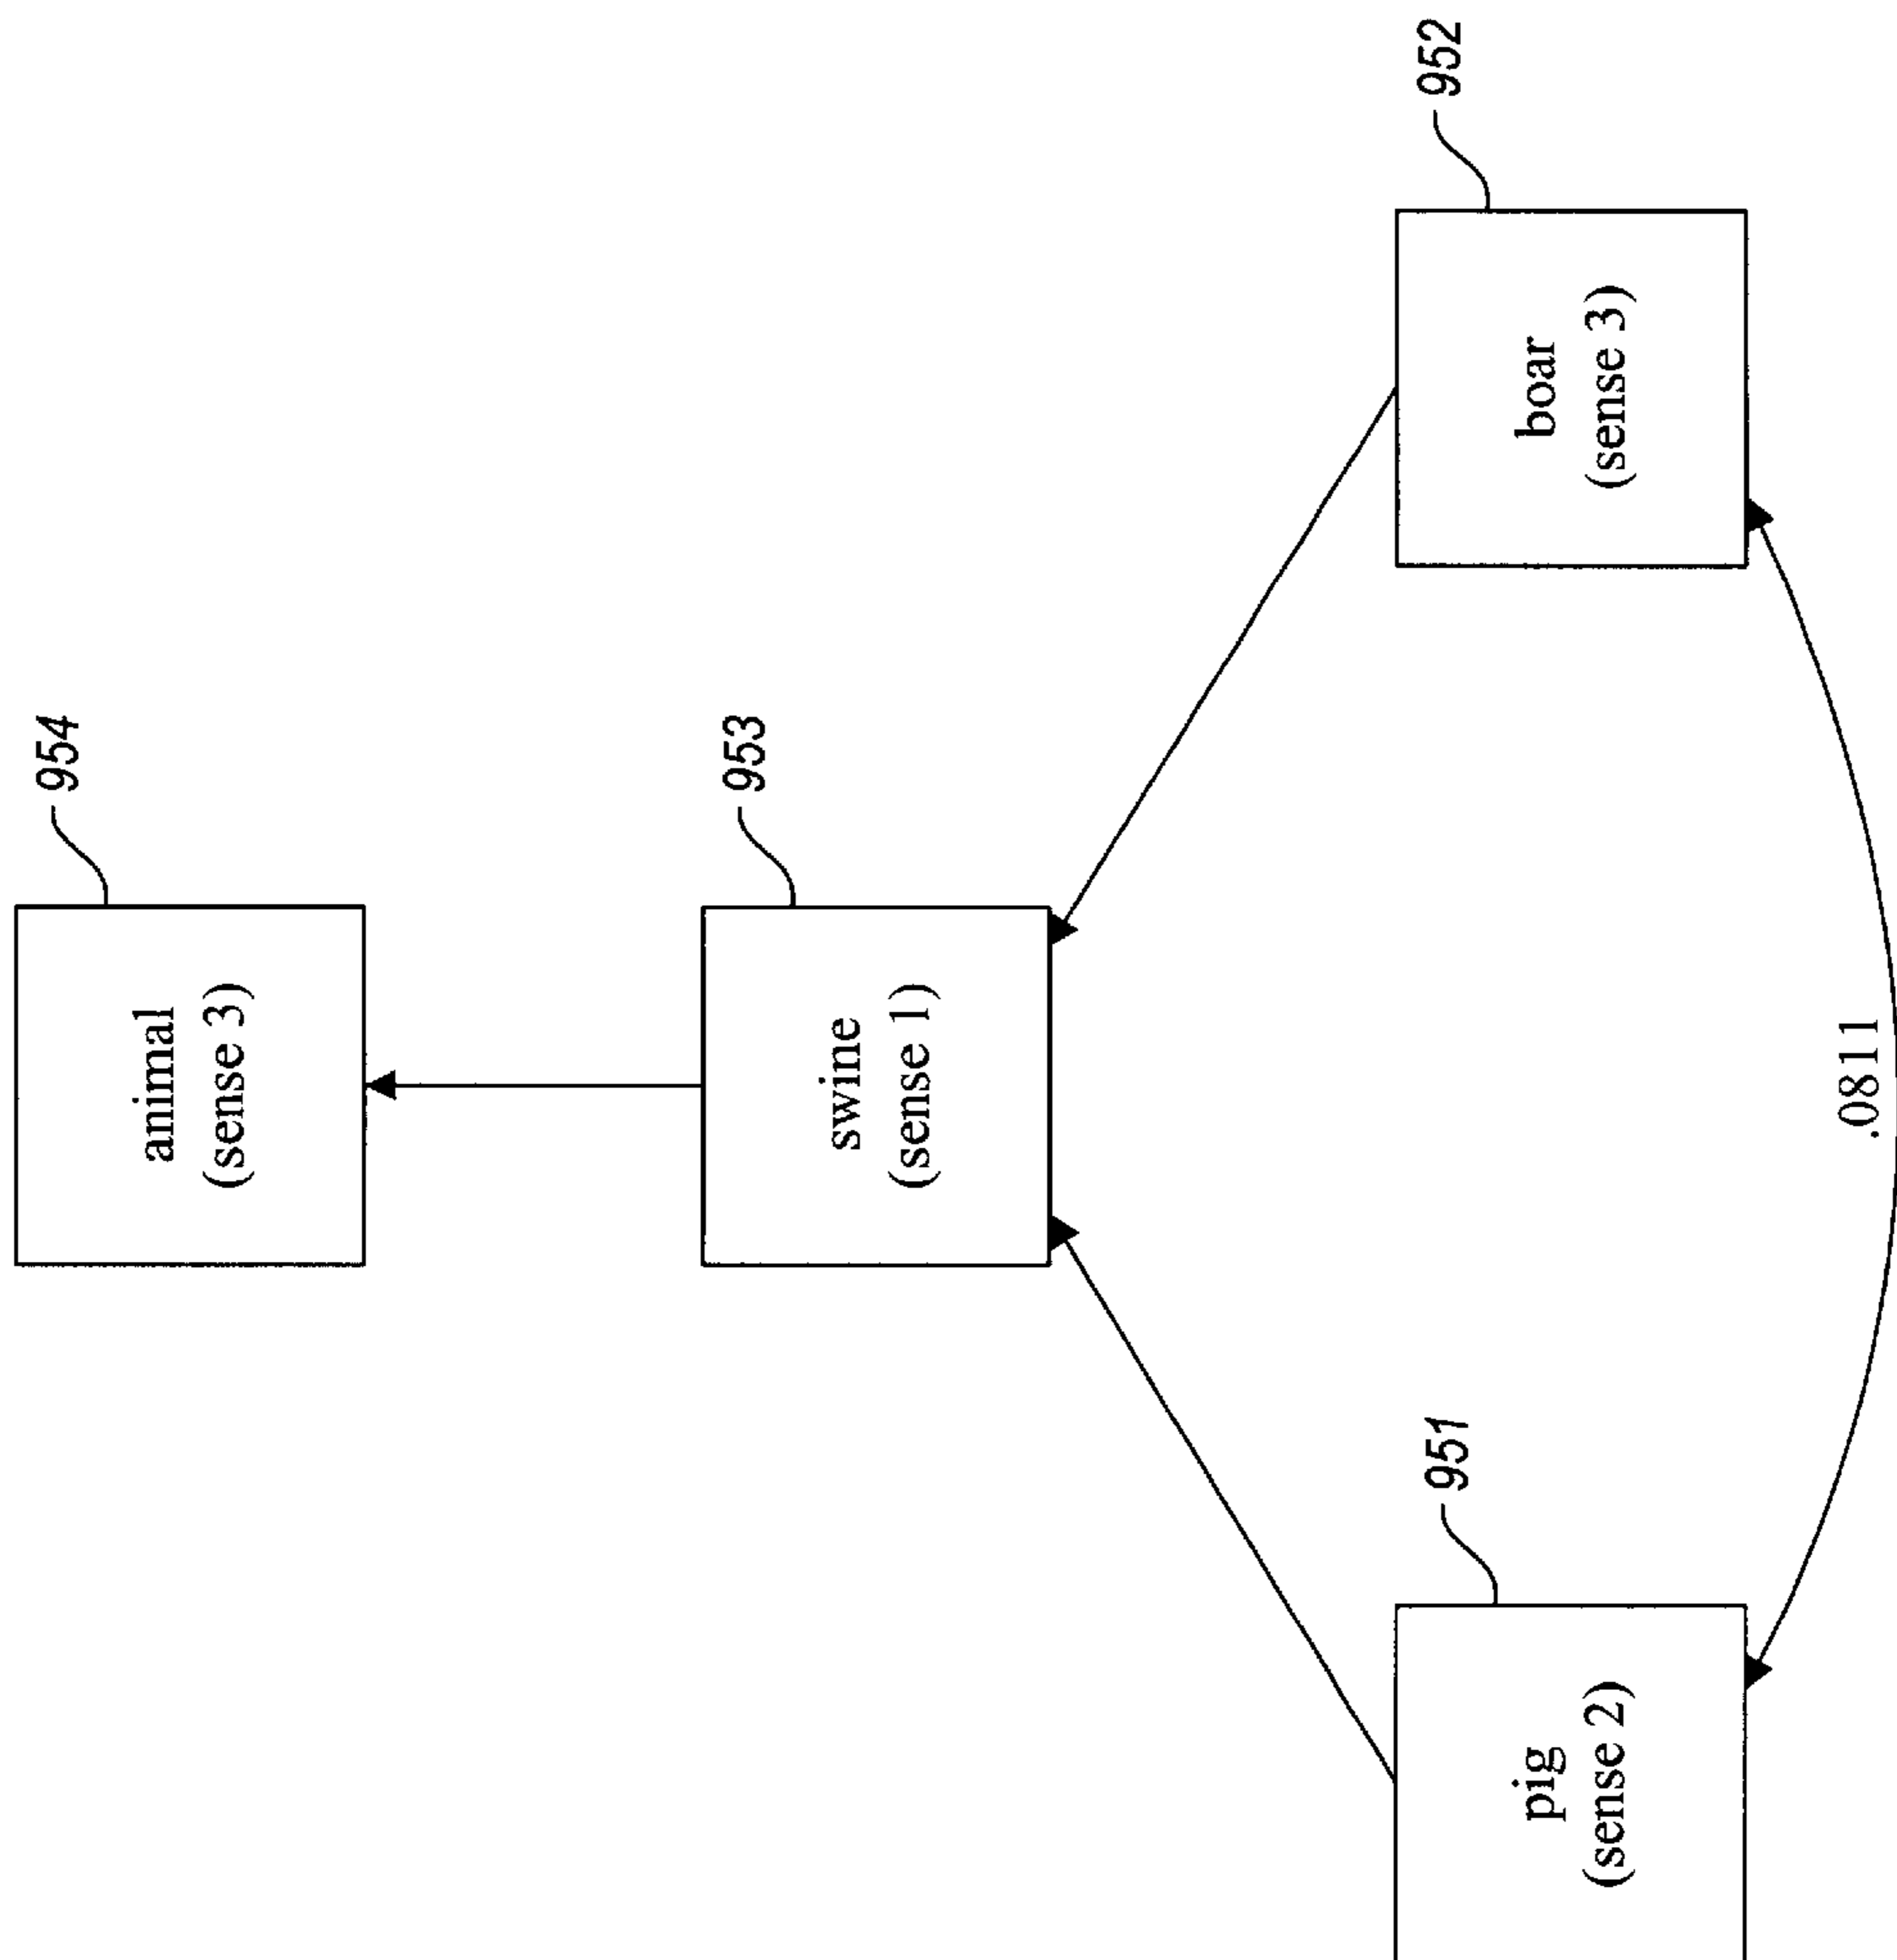 954
animal
(sense 3)
953
swine
(sense 1)
951
pig
(sense 2)
952
boar
(sense 3)
.0811